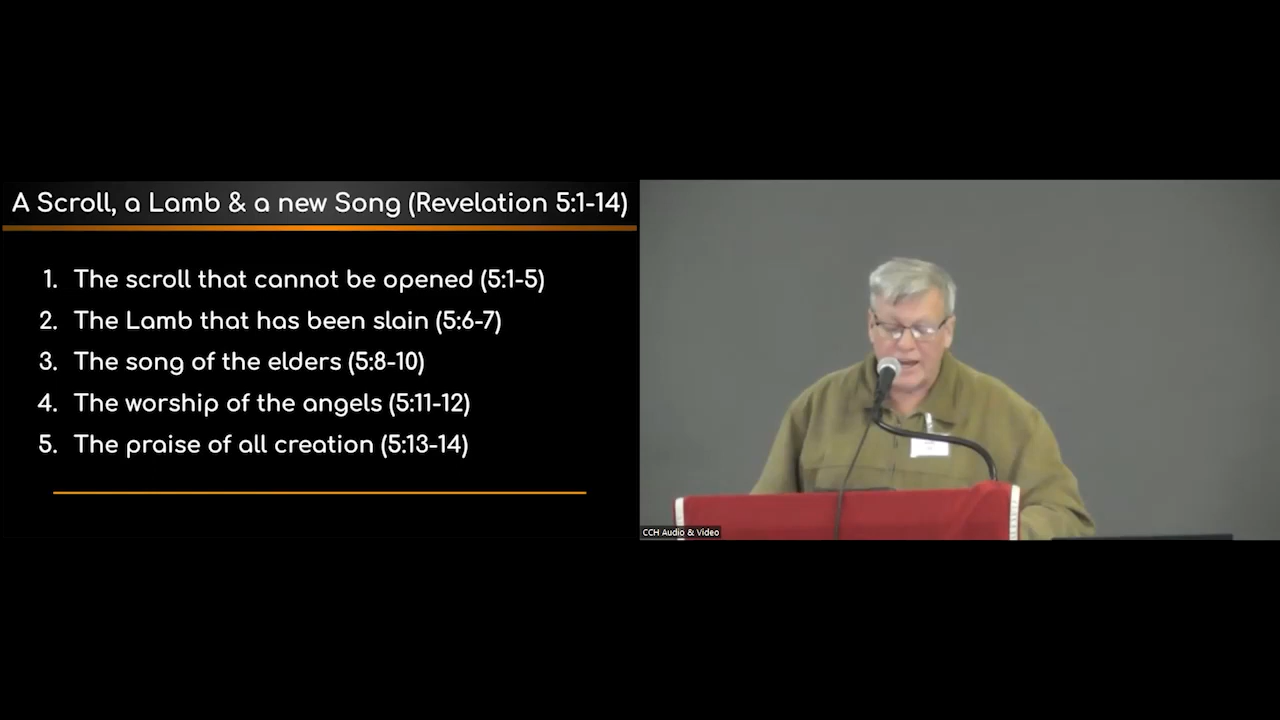 A Scroll, a Lamb & a new Song (Revelation 5:1-14)
1. The scroll that cannot be opened (5:1-5)
2. The Lamb that has been slain (5:6-7)
3. The song of the elders (5:8-10)
4. The worship of the angels (5:11-12)
5. The praise of all creation (5:13-14)
CCH Audio & Video